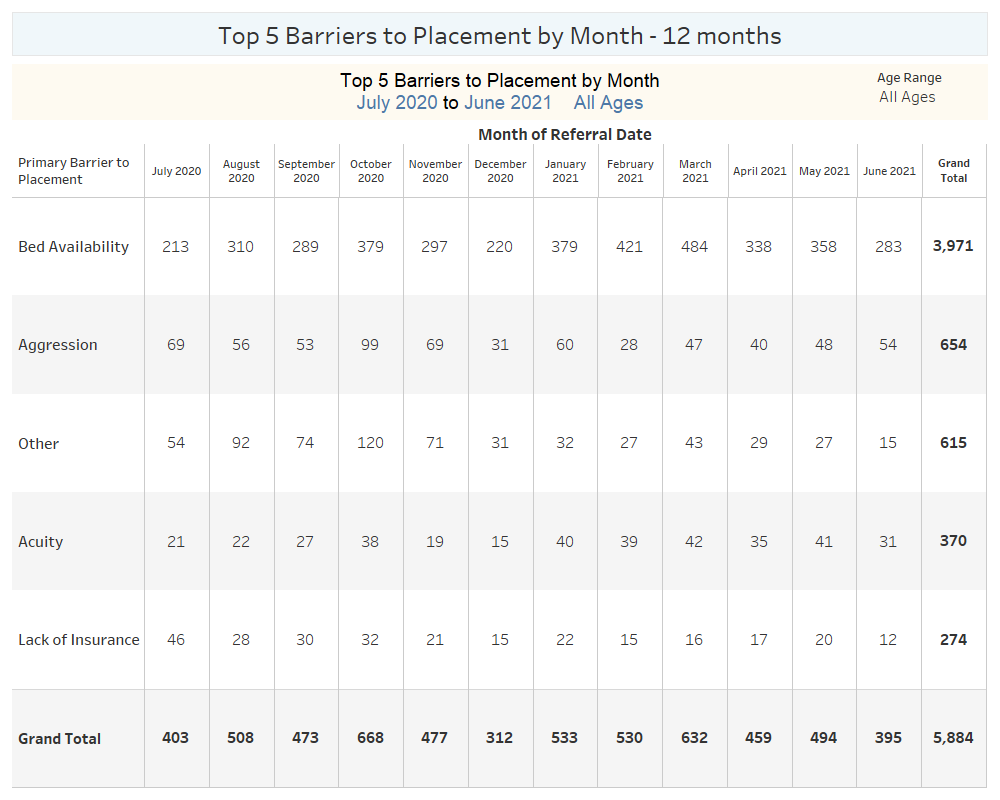 Top 5 Barriers to Placement by Month - 12 months
Top 5 Barriers to Placement by Month
July 2020 to June 2021 All Ages
Age Range
All Ages
Month of Referral Date
Primary Barrier to Placement July 2020 August 2020 September 2020 October 2020 November 2020 December 2020 January 2021 February 2021 March 2021 April 2021 May 2021 June 2021 Grand Total
Bed Availability 213 310 289 379 297 220 379 421 484 338 358 283 3,971
Aggression 69 56 53 99 69 31 60 28 47 40 48 54 654
Other 54 92 74 120 71 31 32 27 43 29 27 15 615
Acuity 21 22 27 38 19 15 40 39 42 35 41 31 370
Lack of Insurance 46 28 30 32 21 15 22 15 16 17 20 12 274
Grand Total 403 508 473 668 477 312 533 530 632 459 494 395 5,884